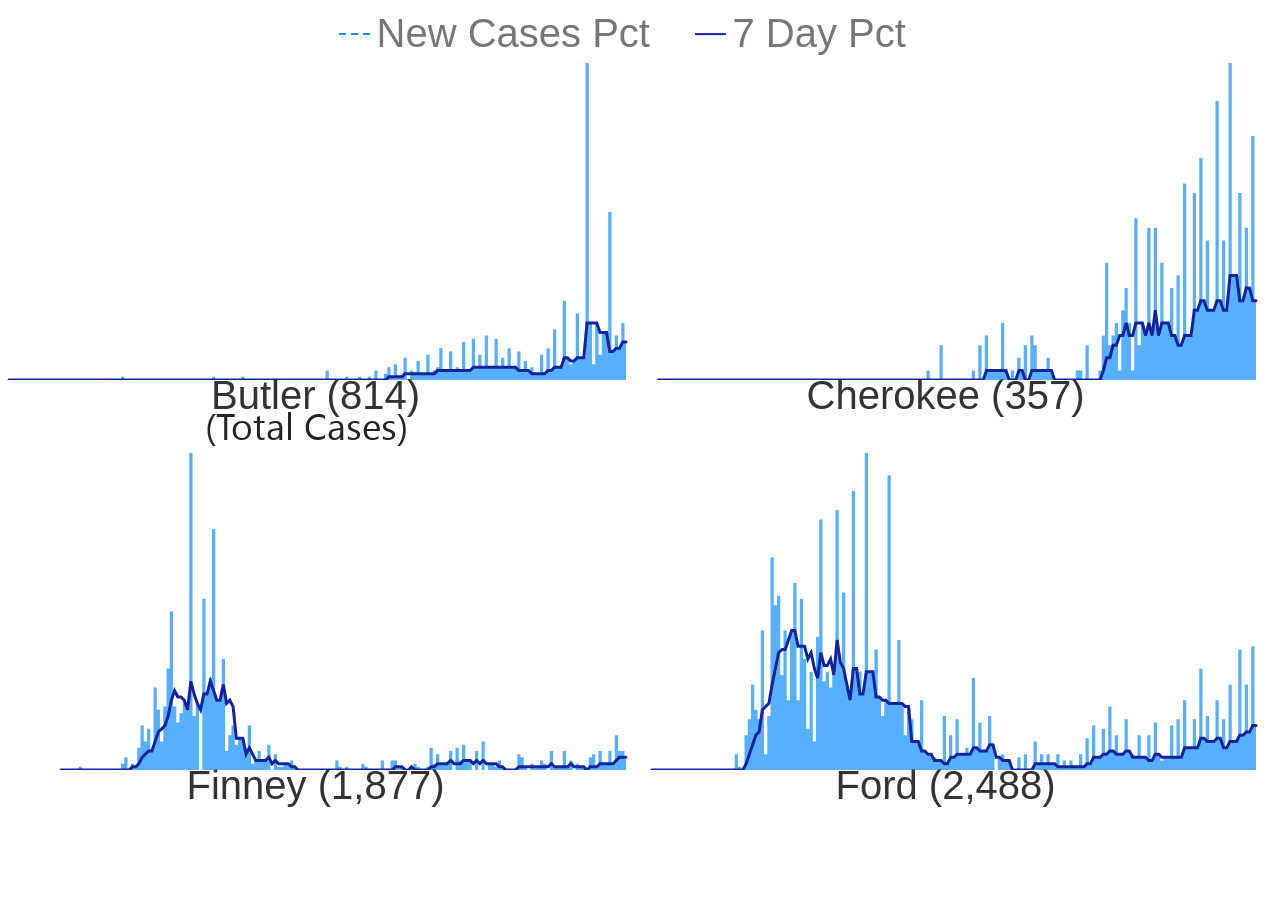 New Cases Pct 7 Day Pct
Butler (814) Cherokee (357)
(Total Cases)
Finney (1,877) Ford (2,488)